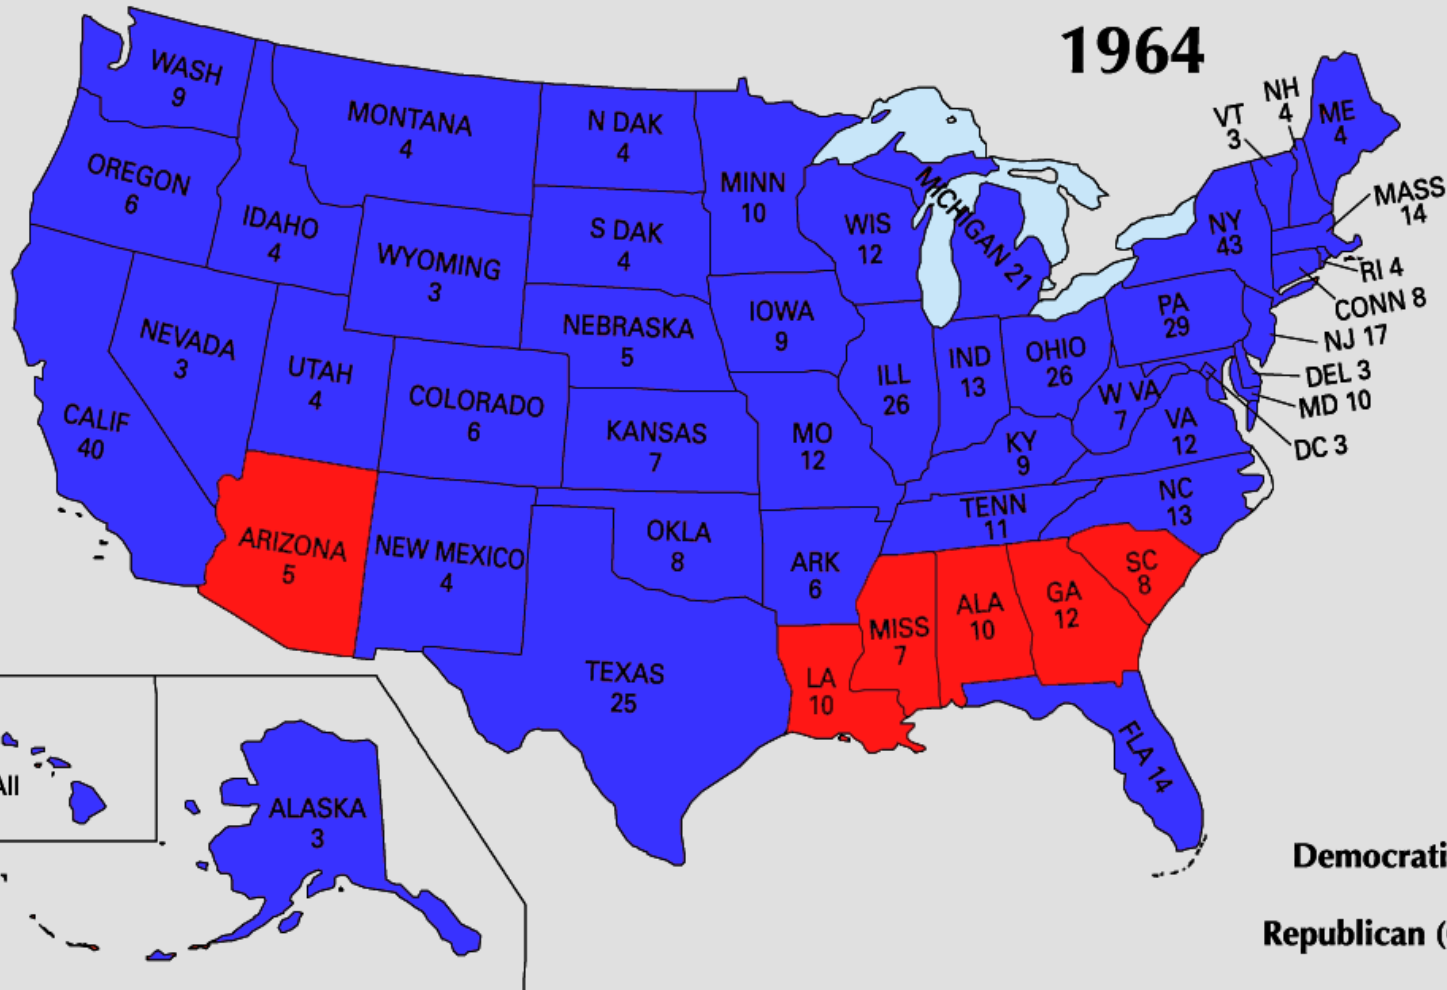 1964
WASH
9
MONTANA
4
N DAK
4
MINN
10
OREGON
6
IDAHO
4
WYOMING
3
S DAK
4
WIS
12
MICHIGAN 21
VT
3
NH
4
ME
4
MASS
14
NY
43
RI 4
CONN 8
NJ 17
DEL 3
MD 10
DC 3
PA
29
NEVADA
3
UTAH
4
COLORADO
6
NEBRASKA
5
IOWA
9
ILL
26
IND
13
OHIO
26
W VA
7
VA
12
CALIF
40
KANSAS
7
MO
12
KY
9
TENN
11
NC
13
ARIZONA
5
NEW MEXICO
4
OKLA
8
ARK
6
MISS
7
ALA
10
GA
12
SC
8
TEXAS
25
LA
10
FLA 14
AII
ALASKA
3
Democrati
Republican (